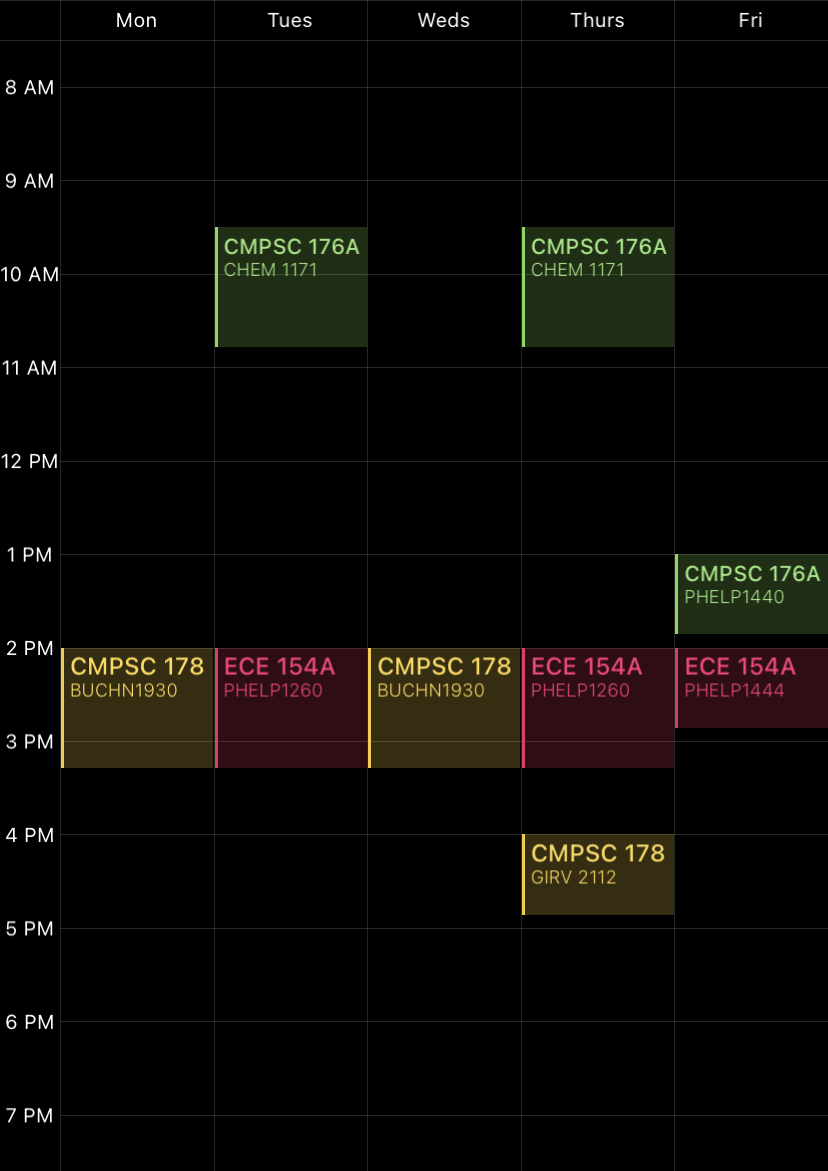 Mon Tues Weds Thurs Fri
8 AM
9 AM
CMPSC 176A CMPSC 176A
CHEM 1171 CHEM 1171
10 AM
11 AM
12 PM
1 PM
CMPSC 176A
PHELP1440
2 PM
CMPSC 178 ECE 154A CMPSC 178 ECE 154A ECE 154A
BUCHN1930 PHELP1260 BUCHN1930 PHELP1260 PHELP1444
3 PM
4 PM
CMPSC 178
GIRV 2112
5 PM
6 PM
7 PM